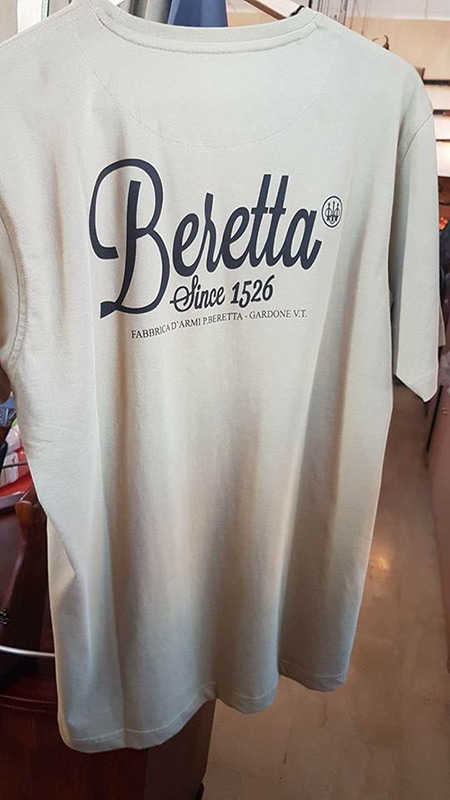 Beretta
Since 1526
FABBRICA D'ARMI P.BERETTA - GARDONE V.T.